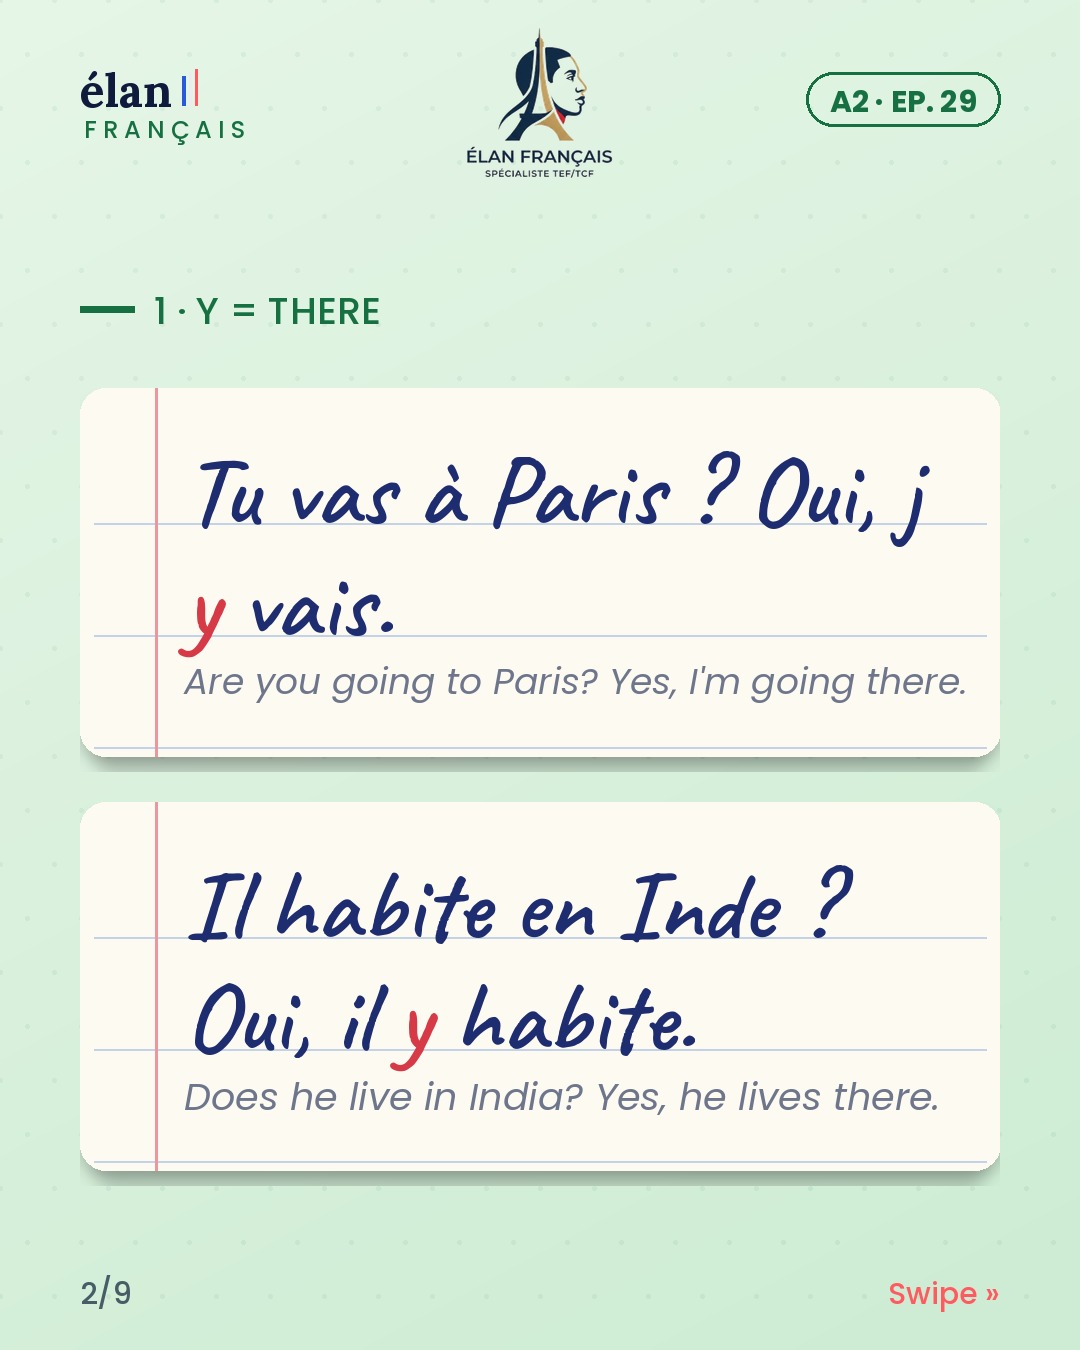 élan
FRANÇAIS
ÉLAN FRANÇAIS
SPÉCIALISTE TEF/TCF
A2 · EP. 29
1 · Y = THERE
Tu vas à Paris ? Oui, j
y vais.
Are you going to Paris? Yes, I'm going there.
Il habite en Inde ?
Oui, il y habite.
Does he live in India? Yes, he lives there.
2/9
Swipe »